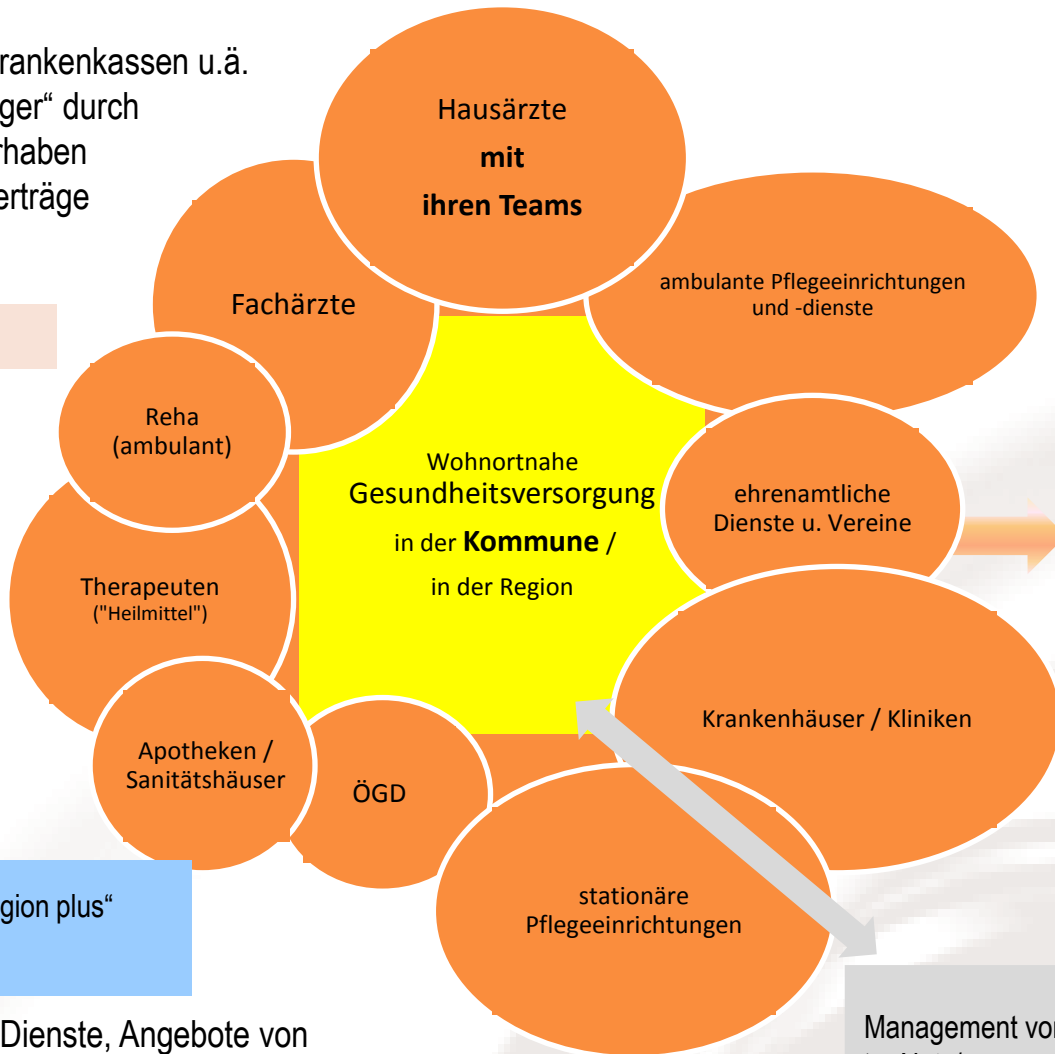 rankenkassen u.ä.
ger“ durch
rhaben
erträge
Hausärzte
mit
ihren Teams
Fachärzte
ambulante Pflegeeinrichtungen
und -dienste
Reha
(ambulant)
Wohnortnahe
Gesundheitsversorgung
in der Kommune /
in der Region
ehrenamtliche
Dienste u. Vereine
Therapeuten
("Heilmittel")
Krankenhäuser / Kliniken
Apotheken /
Sanitätshäuser
ÖGD
stationäre
Pflegeeinrichtungen
gion plus“
Dienste, Angebote von
Management vor